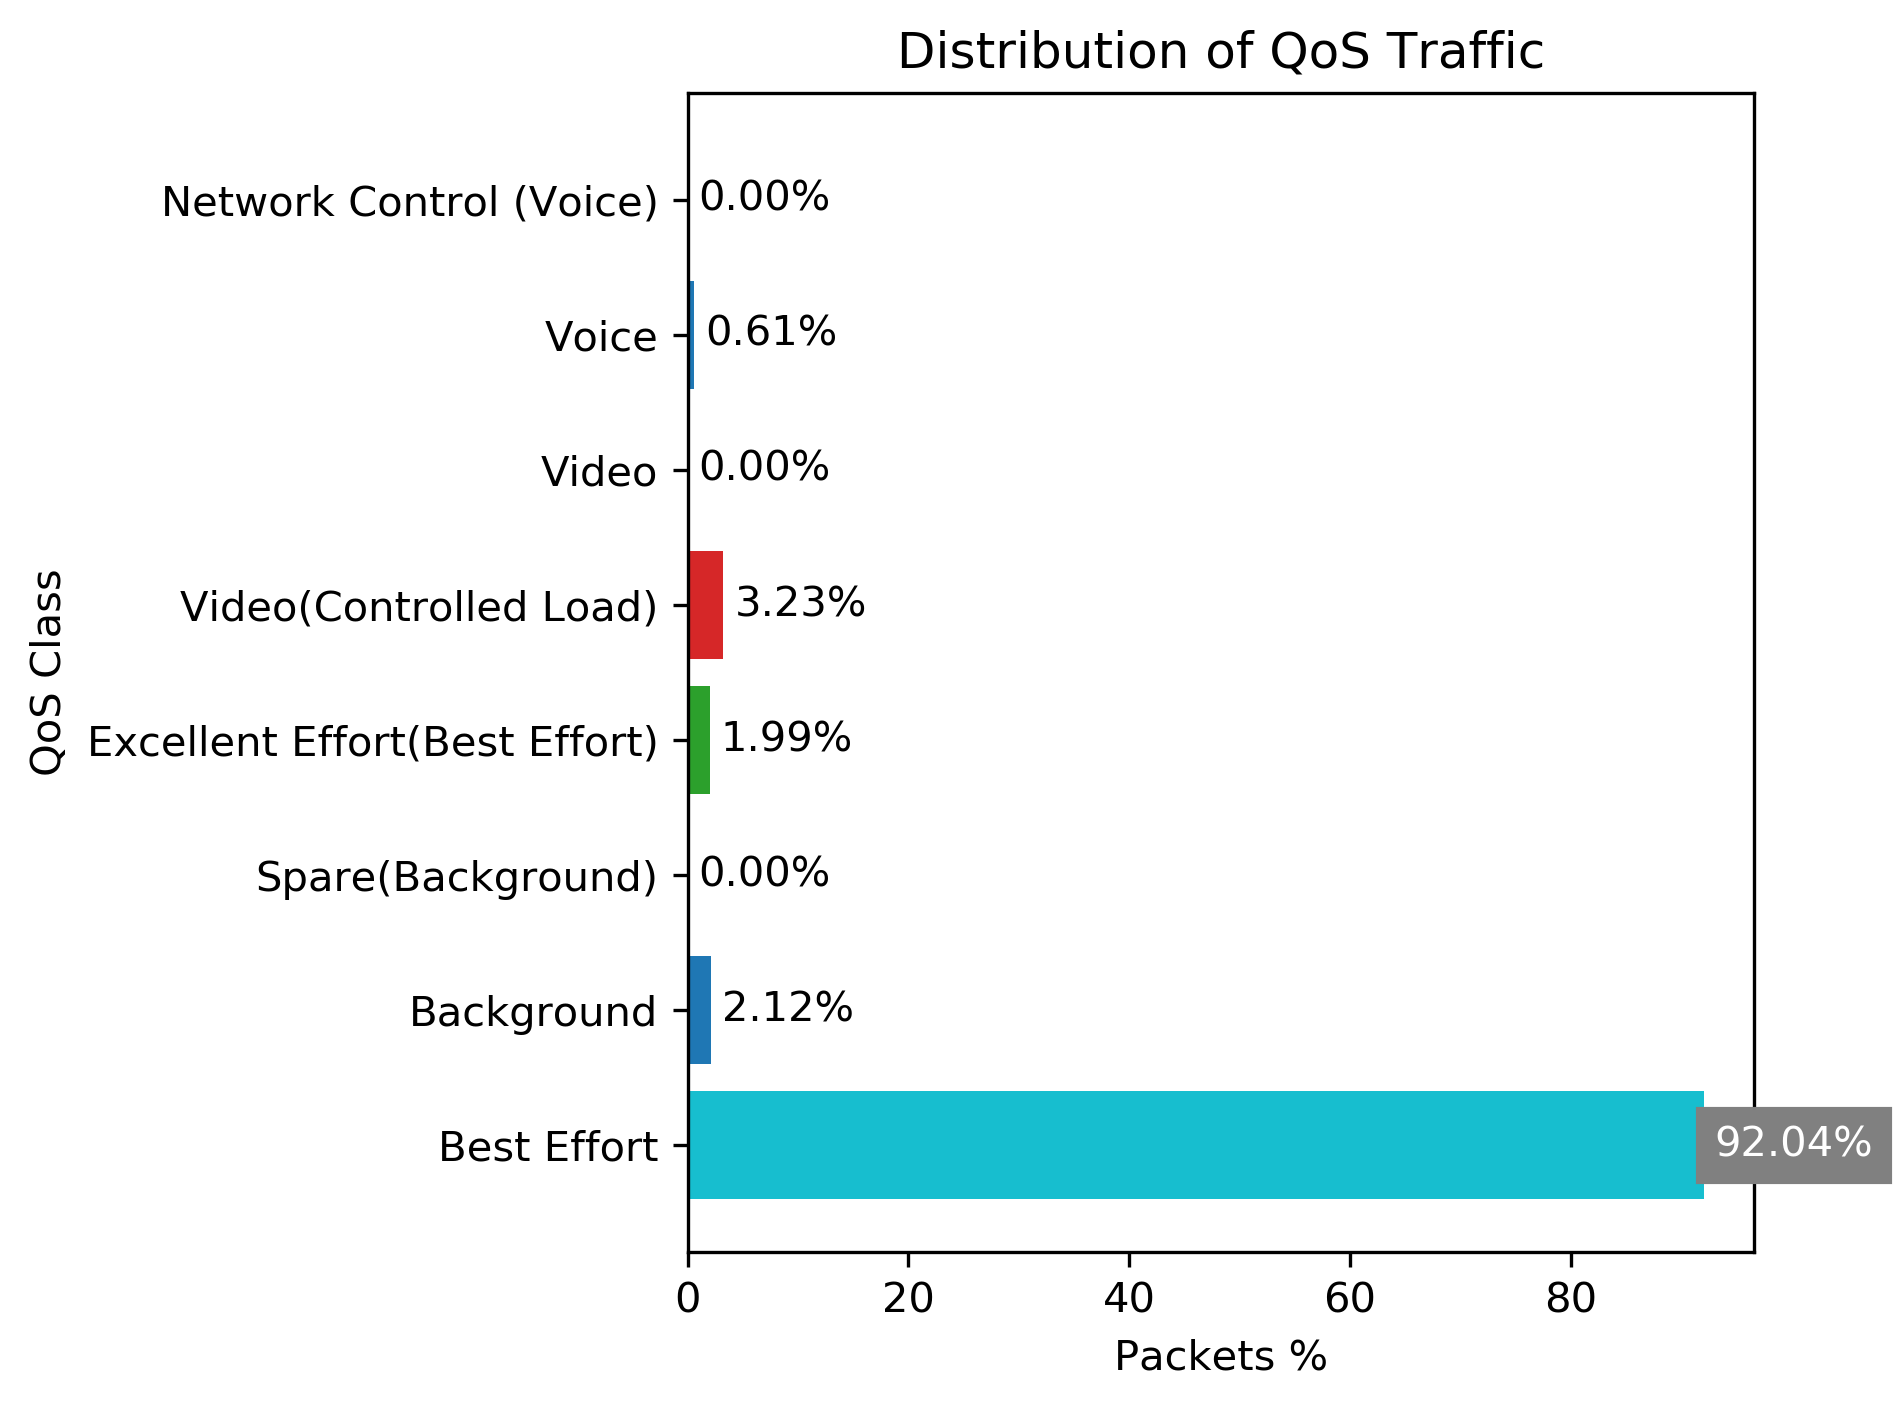 Distribution of QoS Traffic
Network Control (Voice) 0.00%
Voice 0.61%
Video 0.00%
Video(Controlled Load) 3.23%
Excellent Effort(Best Effort) 1.99%
Spare(Background) 0.00%
Background 2.12%
Best Effort 92.04%
QoS Class
0 20 40 60 80
Packets %